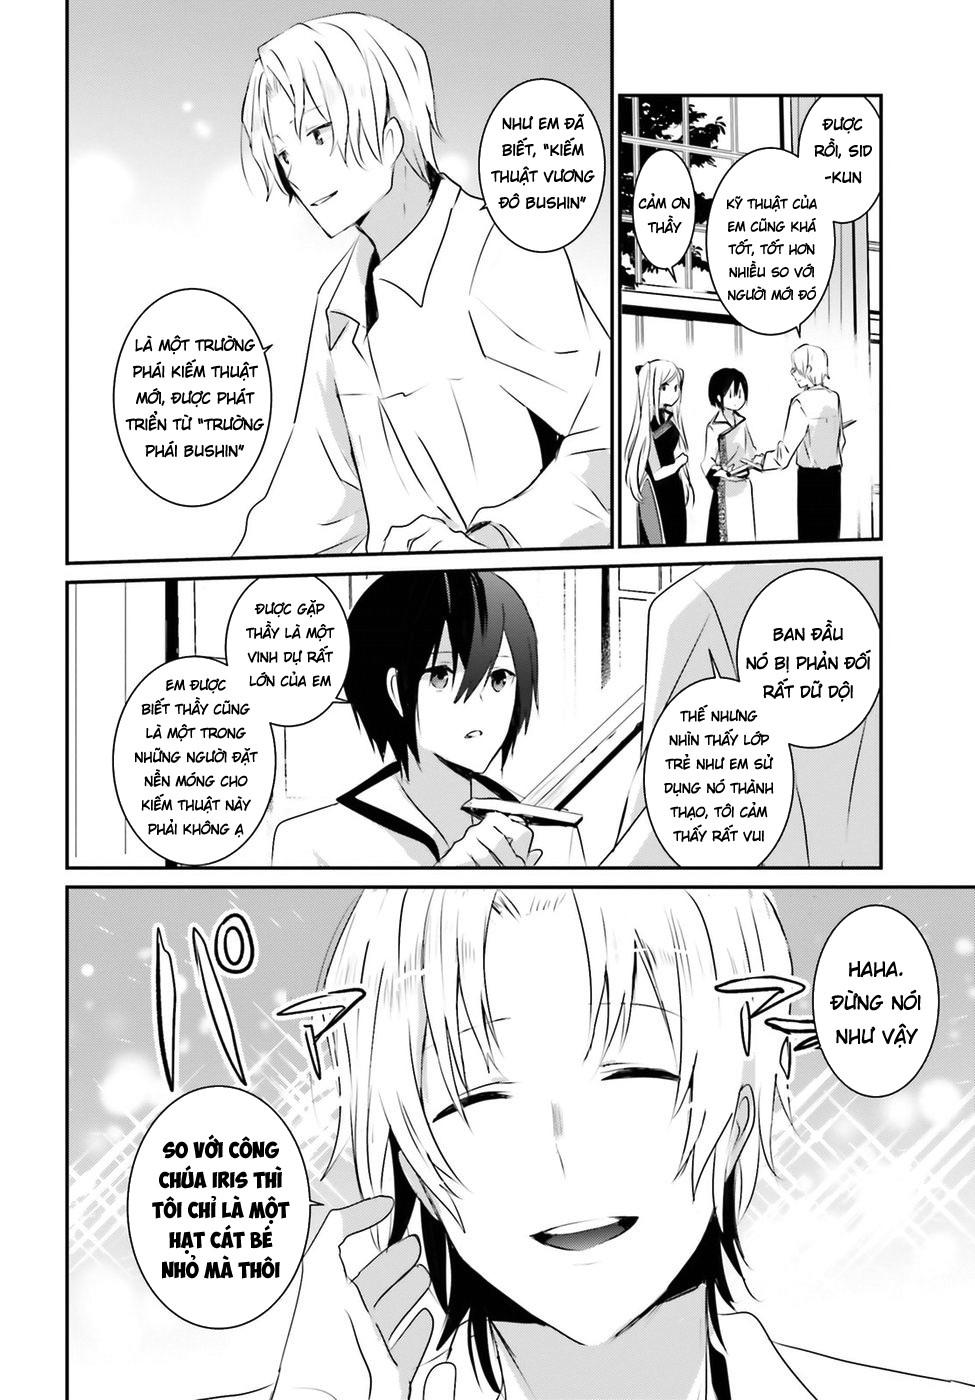 ĐƯỢC
RỒI, SID
-KUN
KỸ THUẬT CỦA
EM CŨNG KHÁ
TỐT, TỐT HƠN
NHIỀU SO VỚI
NGƯỜI MỚI ĐÓ
CẢM ƠN
THẦY
NHƯ EM ĐÃ
BIẾT, "KIẾM
THUẬT VƯƠNG
ĐÔ BUSHIN"
LÀ MỘT TRƯỜNG
PHÁI KIẾM THUẬT
MỚI, ĐƯỢC PHÁT
TRIỂN TỪ "TRƯỜNG
PHÁI BUSHIN"
BAN ĐẦU
NÓ BỊ PHẢN ĐỐI
RẤT DỮ DỘI
THẾ NHƯNG
NHÌN THẤY LỚP
TRẺ NHƯ EM SỬ
DỤNG NÓ THÀNH
THẠO, TÔI CẢM
THẤY RẤT VUI
ĐƯỢC GẶP
THẦY LÀ MỘT
VINH DỰ RẤT
LỚN CỦA EM
EM ĐƯỢC
BIẾT THẦY CŨNG
LÀ MỘT TRONG
NHỮNG NGƯỜI ĐẶT
NỀN MÓNG CHO
KIẾM THUẬT NÀY
PHẢI KHÔNG Ạ
HAHA.
ĐỪNG NÓI
NHƯ VẬY
SO VỚI CÔNG
CHÚA IRIS THÌ
TÔI CHỈ LÀ MỘT
HẠT CÁT BÉ
NHỎ MÀ THÔI